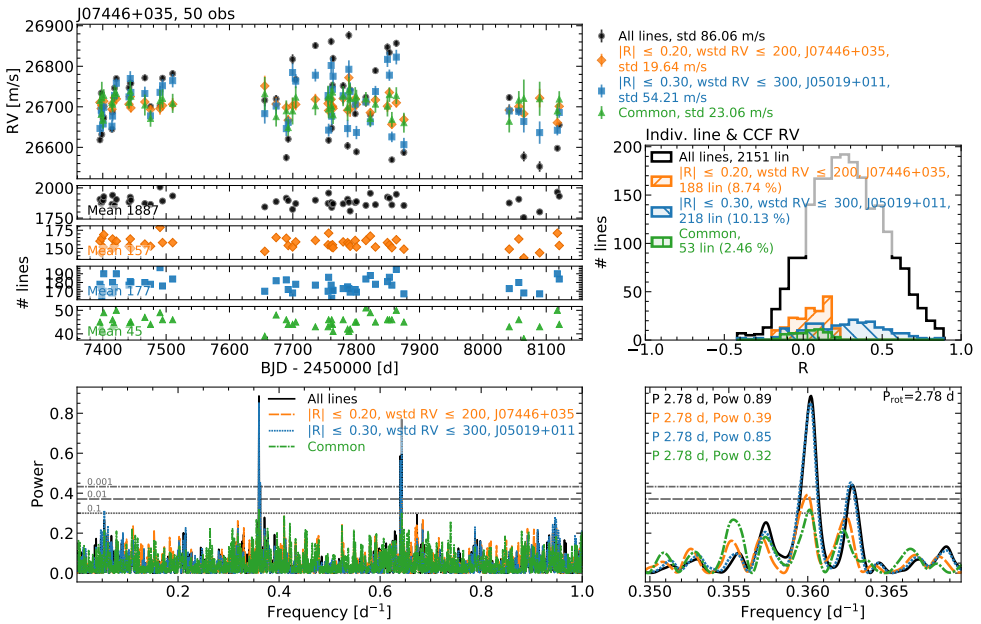 J07446+035, 50 obs
26900
26800
26700
26600
RV [m/s]
All lines, std 86.06 m/s
|R| ≤ 0.20, wstd RV ≤ 200, J07446+035,
std 19.64 m/s
|R| ≤ 0.30, wstd RV ≤ 300, J05019+011,
std 54.21 m/s
Common, std 23.06 m/s
2000
1750
Mean 1887
175
150
Mean 157
190
180
170
Mean 177
50
40
Mean 45
# lines
7400 7500 7600 7700 7800 7900 8000 8100
BJD - 2450000 [d]
Indiv. line & CCF RV
200
150
100
50
0
# lines
All lines, 2151 lin
|R| ≤ 0.20, wstd RV ≤ 200, J07446+035,
188 lin (8.74 %)
|R| ≤ 0.30, wstd RV ≤ 300, J05019+011,
218 lin (10.13 %)
Common,
53 lin (2.46 %)
−1.0 −0.5 0.0 0.5 1.0
R
0.8
0.6
0.4
0.2
0.0
Power
All lines
|R| ≤ 0.20, wstd RV ≤ 200, J07446+035
|R| ≤ 0.30, wstd RV ≤ 300, J05019+011
Common
0.001
0.01
0.1
0.2 0.4 0.6 0.8 1.0
Frequency [d⁻¹]
P 2.78 d, Pow 0.89
P 2.78 d, Pow 0.39
P 2.78 d, Pow 0.85
P 2.78 d, Pow 0.32
Prot=2.78 d
0.350 0.355 0.360 0.365
Frequency [d⁻¹]